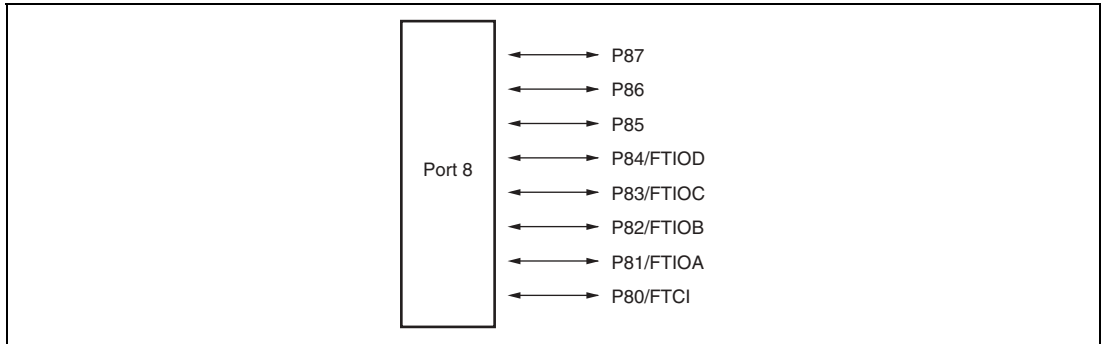 Port 8
P87
P86
P85
P84/FTIOD
P83/FTIOC
P82/FTIOB
P81/FTIOA
P80/FTCI